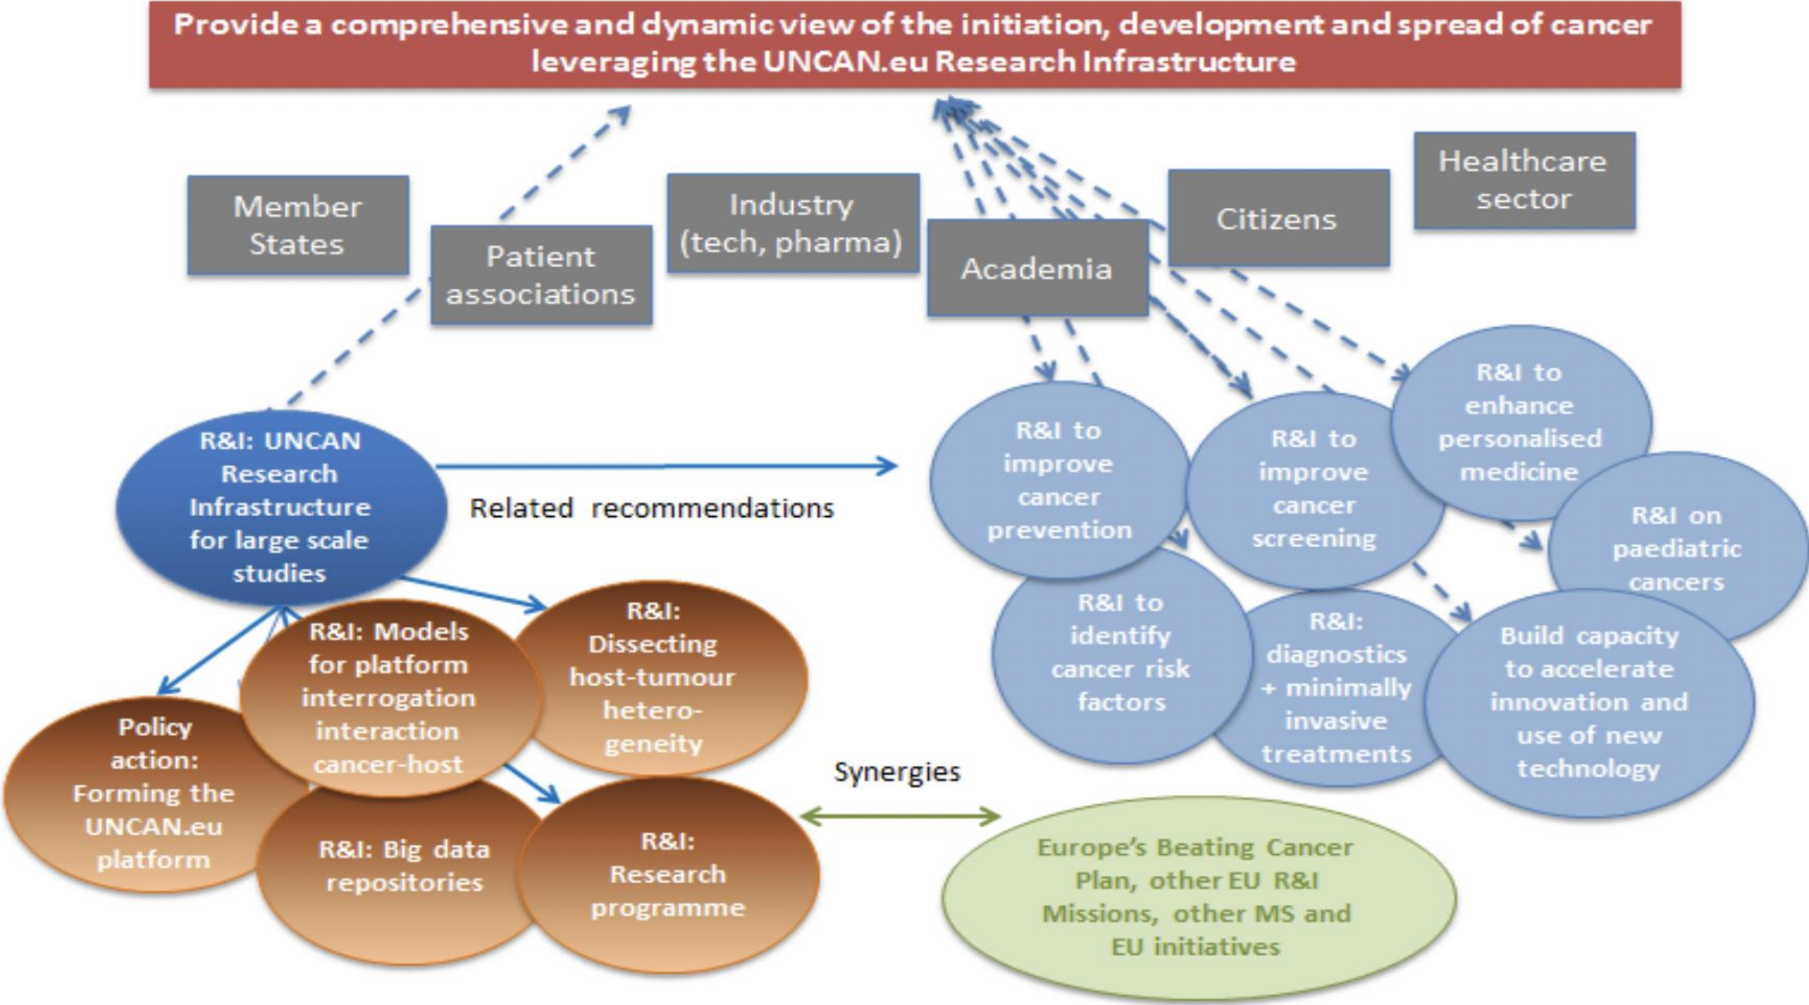 Provide a comprehensive and dynamic view of the initiation, development and spread of cancer
leveraging the UNCAN.eu Research Infrastructure
Member
States
Patient
associations
Industry
(tech, pharma)
Academia
Citizens
Healthcare
sector
R&I: UNCAN
Research
Infrastructure
for large scale
studies
Related recommendations
R&I to
improve
cancer
prevention
R&I to
improve
cancer
screening
R&I to
enhance
personalised
medicine
R&I on
paediatric
cancers
R&I to
identify
cancer risk
factors
R&I:
diagnostics
+ minimally
invasive
treatments
Build capacity
to accelerate
innovation and
use of new
technology
R&I: Models
for platform
interrogation
interaction
cancer-host
R&I:
Dissecting
host-tumour
hetero-
geneity
Policy
action:
Forming the
UNCAN.eu
platform
R&I: Big data
repositories
R&I:
Research
programme
Synergies
Europe's Beating Cancer
Plan, other EU R&I
Missions, other MS and
EU initiatives